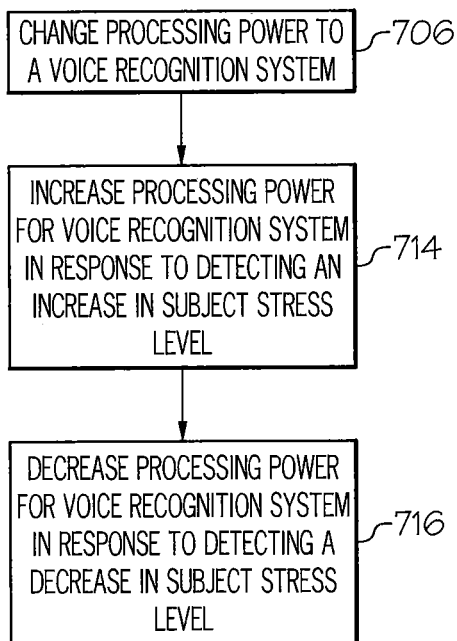 CHANGE PROCESSING POWER TO
A VOICE RECOGNITION SYSTEM
706
INCREASE PROCESSING POWER
FOR VOICE RECOGNITION SYSTEM
IN RESPONSE TO DETECTING AN
INCREASE IN SUBJECT STRESS
LEVEL
714
DECREASE PROCESSING POWER
FOR VOICE RECOGNITION SYSTEM
IN RESPONSE TO DETECTING A
DECREASE IN SUBJECT STRESS
LEVEL
716